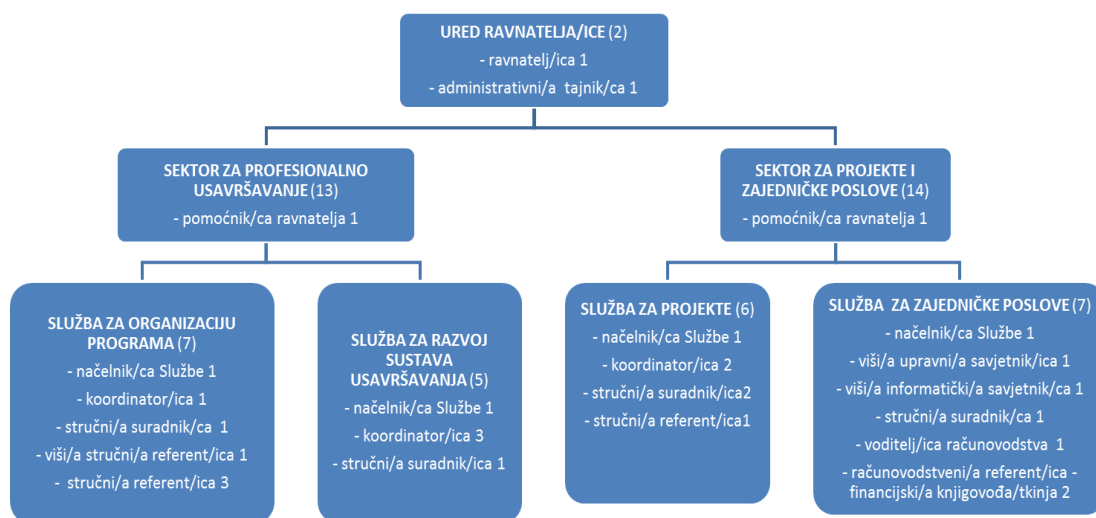 URED RAVNATELJA/ICE (2)
- ravnatelj/ica 1
- administrativni/a  tajnik/ca 1
SEKTOR ZA PROFESIONALNO
USAVRŠAVANJE (13)
- pomoćnik/ca ravnatelja 1
SEKTOR ZA PROJEKTE I
ZAJEDNIČKE POSLOVE (14)
- pomoćnik/ca ravnatelja 1
SLUŽBA ZA ORGANIZACIJU
PROGRAMA (7)
- načelnik/ca Službe 1
- koordinator/ica 1
- stručni/a suradnik/ca  1
- viši/a stručni/a referent/ica 1
-  stručni/a referent/ica 3
SLUŽBA ZA RAZVOJ
SUSTAVA
USAVRŠAVANJA (5)
- načelnik/ca Službe 1
- koordinator/ica 3
- stručni/a suradnik/ica 1
SLUŽBA ZA PROJEKTE (6)
- načelnik/ca Službe 1
- koordinator/ica 2
- stručni/a suradnik/ica2
- stručni/a referent/ica1
SLUŽBA  ZA ZAJEDNIČKE POSLOVE (7)
- načelnik/ca Službe 1
- viši/a upravni/a savjetnik/ica 1
- viši/a informatički/a savjetnik/ca 1
- stručni/a suradnik/ca 1
- voditelj/ica računovodstva  1
- računovodstveni/a referent/ica -
financijski/a knjigovođa/tkinja 2